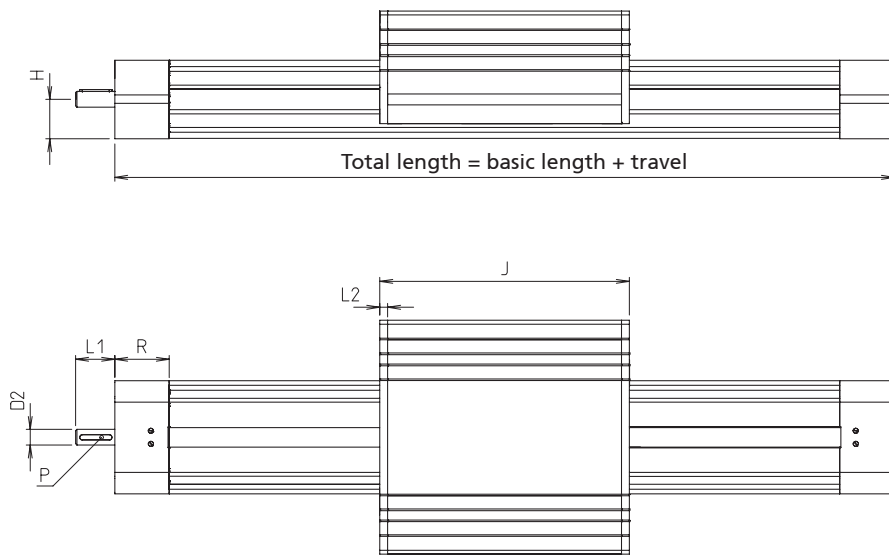 H
Total length = basic length + travel
J
L2
L1
R
D2
P